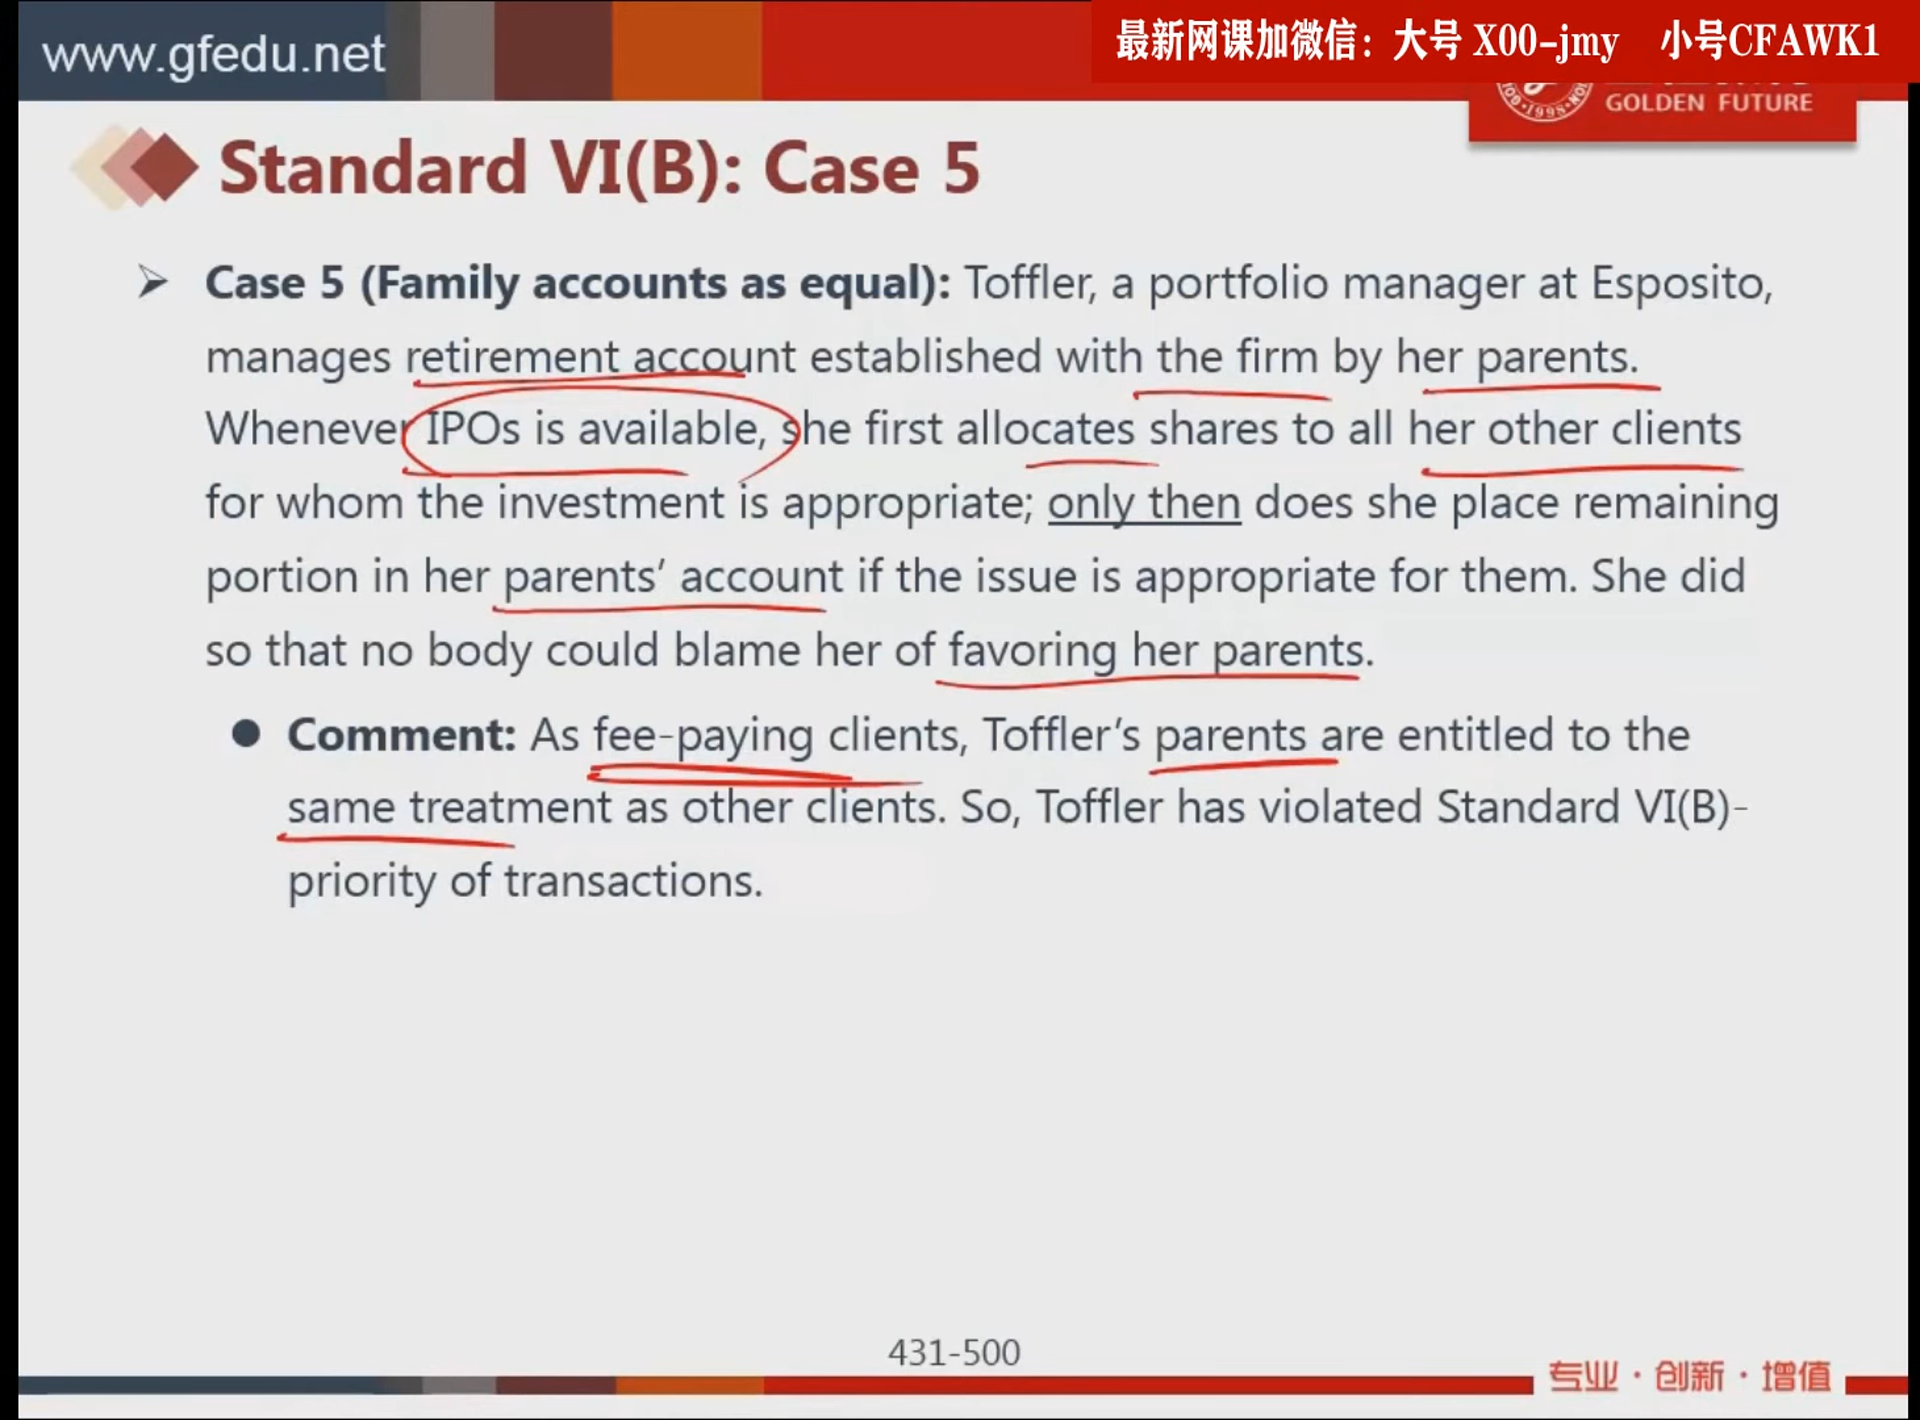 www.gfedu.net
最新网课加微信：大号 X00-jmy 小号CFAWK1
1998
GOLDEN FUTURE
Standard VI(B): Case 5
Case 5 (Family accounts as equal): Toffler, a portfolio manager at Esposito,
manages retirement account established with the firm by her parents.
Whenever IPOs is available, she first allocates shares to all her other clients
for whom the investment is appropriate; only then does she place remaining
portion in her parents’ account if the issue is appropriate for them. She did
so that no body could blame her of favoring her parents.
Comment: As fee-paying clients, Toffler’s parents are entitled to the
same treatment as other clients. So, Toffler has violated Standard VI(B)-
priority of transactions.
431-500
专业·创新·增值